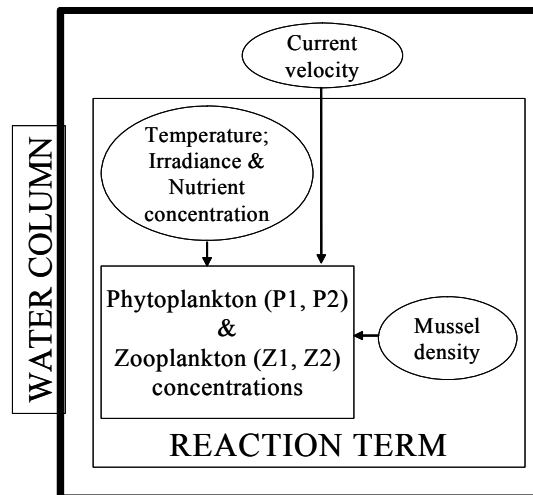 Current
velocity
Temperature;
Irradiance &
Nutrient
concentration
WATER COLUMN
Phytoplankton (P1, P2)
&
Zooplankton (Z1, Z2)
concentrations
Mussel
density
REACTION TERM